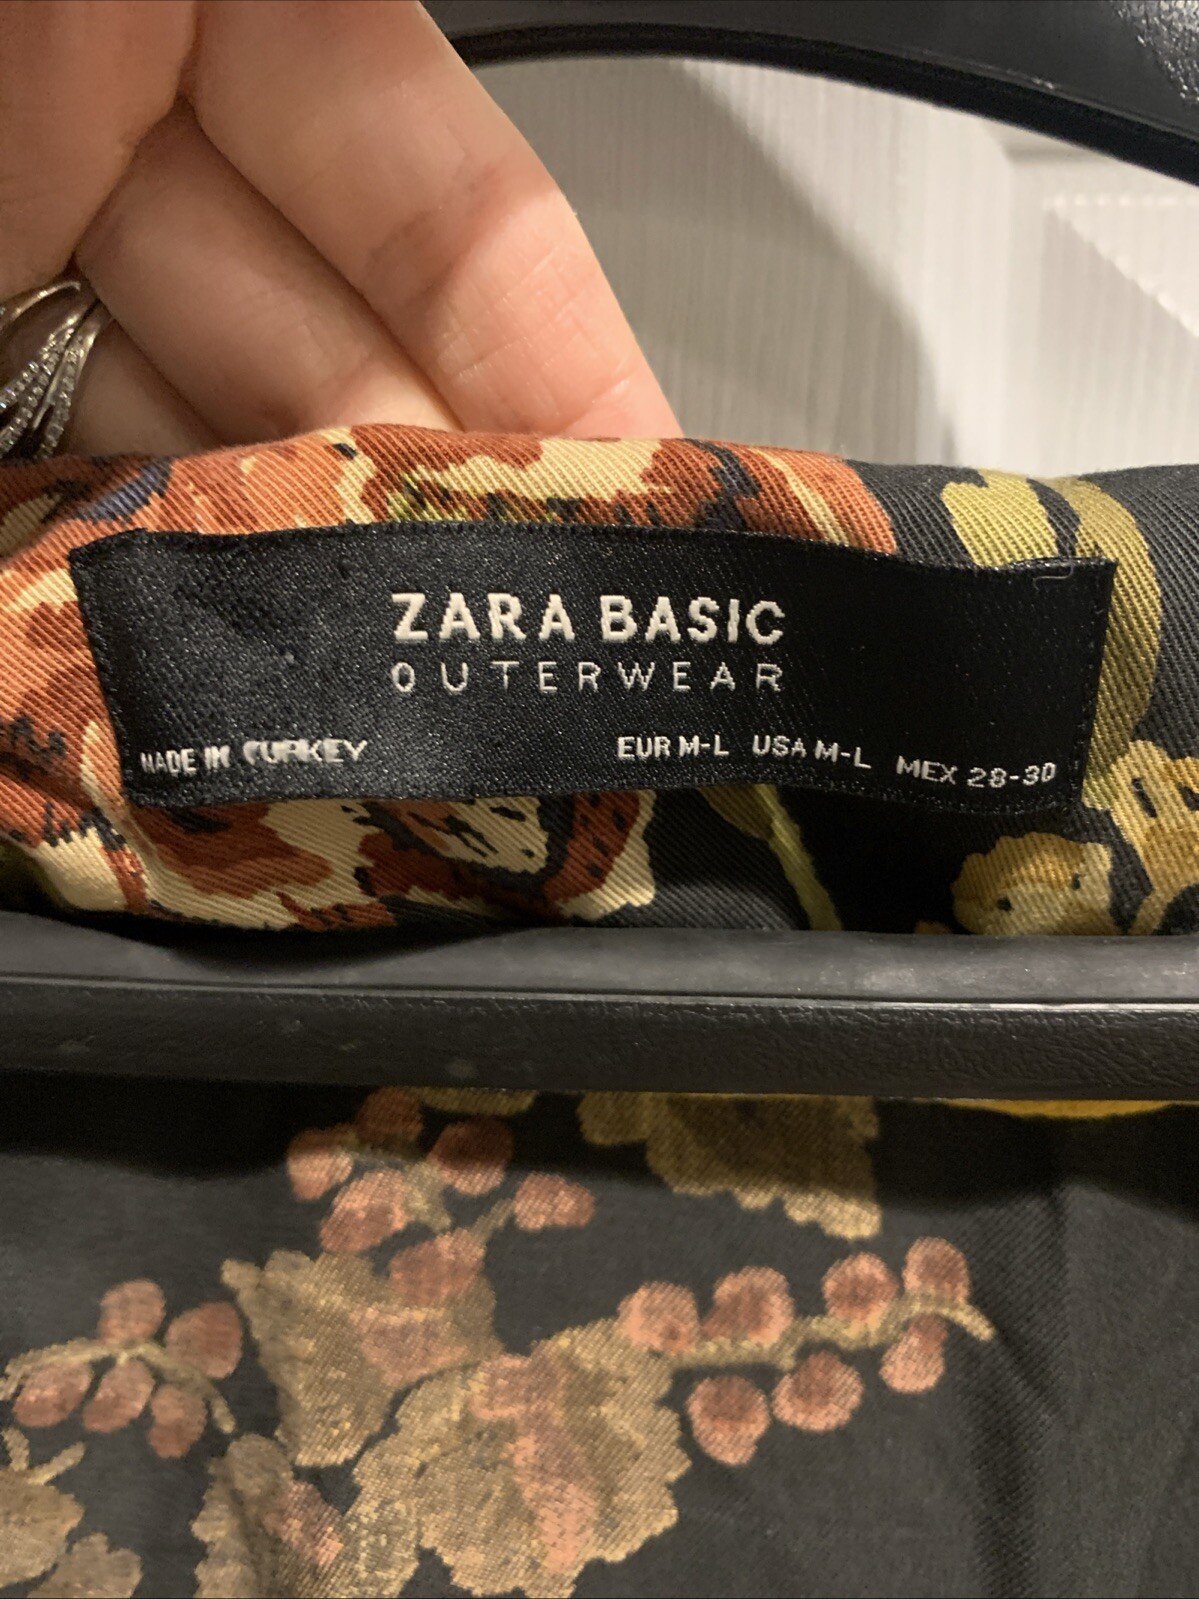 ZARA BASIC
OUTERWEAR
MADE IN TURKEY
EUR M-L USA M-L MEX 28-30